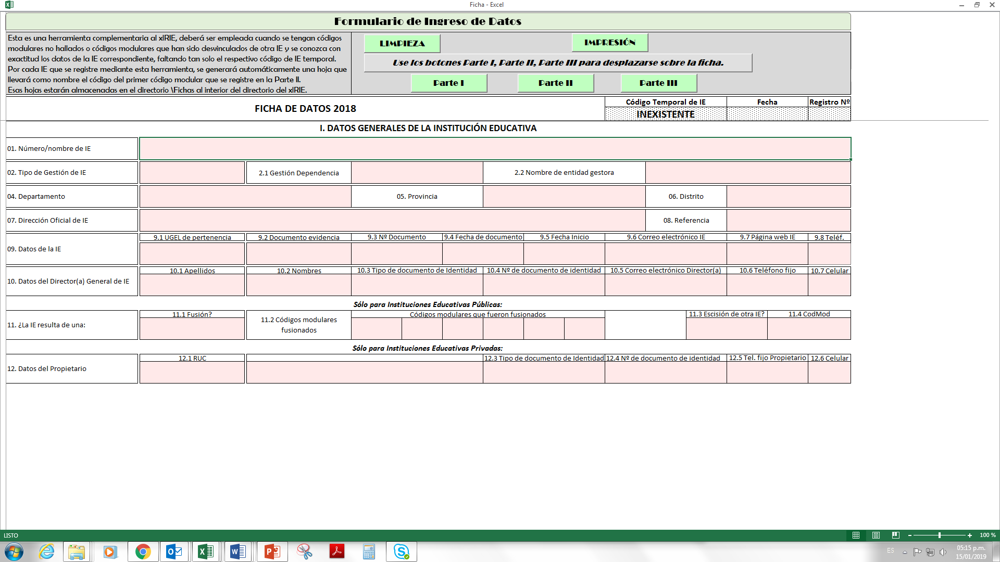 Ficha - Excel
Formulario de Ingreso de Datos
Esta es una herramienta complementaria al xlRIE, deberá ser empleada cuando se tengan códigos
modulares no hallados o códigos modulares que han sido desvinculados de otra IE y se conozca con
exactitud los datos de la IE correspondiente, faltando tan solo el respectivo código de IE temporal.
Por cada IE que se registre mediante esta herramienta, se generará automáticamente una hoja que
llevará como nombre el código del primer código modular que se registre en la Parte II.
Esas hojas estarán almacenadas en el directorio \Fichas al interior del directorio del xlRIE.
LIMPIEZA
IMPRESIÓN
Use los botones Parte I, Parte II, Parte III para desplazarse sobre la ficha.
Parte I
Parte II
Parte III
FICHA DE DATOS 2018
Código Temporal de IE
Fecha
Registro Nº
INEXISTENTE
I. DATOS GENERALES DE LA INSTITUCIÓN EDUCATIVA
01. Número/nombre de IE
02. Tipo de Gestión de IE
2.1 Gestión Dependencia
2.2 Nombre de entidad gestora
04. Departamento
05. Provincia
06. Distrito
07. Dirección Oficial de IE
08. Referencia
09. Datos de la IE
9.1 UGEL de pertenencia
9.2 Documento evidencia
9.3 Nº Documento
9.4 Fecha de documento
9.5 Fecha Inicio
9.6 Correo electrónico IE
9.7 Página web IE
9.8 Teléf.
10. Datos del Director(a) General de IE
10.1 Apellidos
10.2 Nombres
10.3 Tipo de documento de Identidad
10.4 Nº de documento de identidad
10.5 Correo electrónico Director(a)
10.6 Teléfono fijo
10.7 Celular
Sólo para Instituciones Educativas Públicas:
11. ¿La IE resulta de una:
11.1 Fusión?
11.2 Códigos modulares
fusionados
Códigos modulares que fueron fusionados
11.3 Escisión de otra IE?
11.4 CodMod
Sólo para Instituciones Educativas Privadas:
12. Datos del Propietario
12.1 RUC
12.3 Tipo de documento de Identidad
12.4 Nº de documento de identidad
12.5 Tel. fijo Propietario
12.6 Celular
LISTO
100 %
ES
05:15 p.m.
15/01/2019